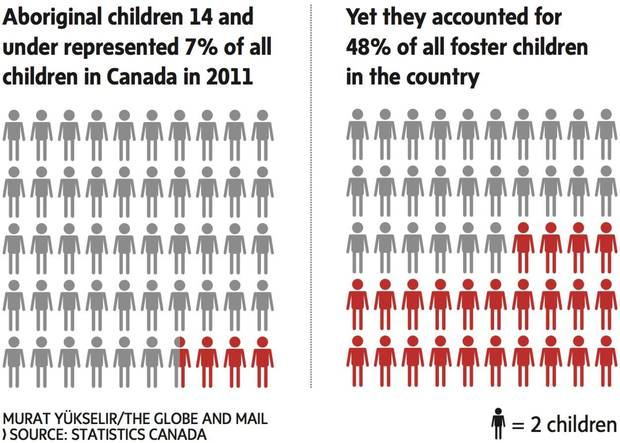 Aboriginal children 14 and
under represented 7% of all
children in Canada in 2011
Yet they accounted for
48% of all foster children
in the country
MURAT YÜKSELIR/THE GLOBE AND MAIL
) SOURCE: STATISTICS CANADA
= 2 children